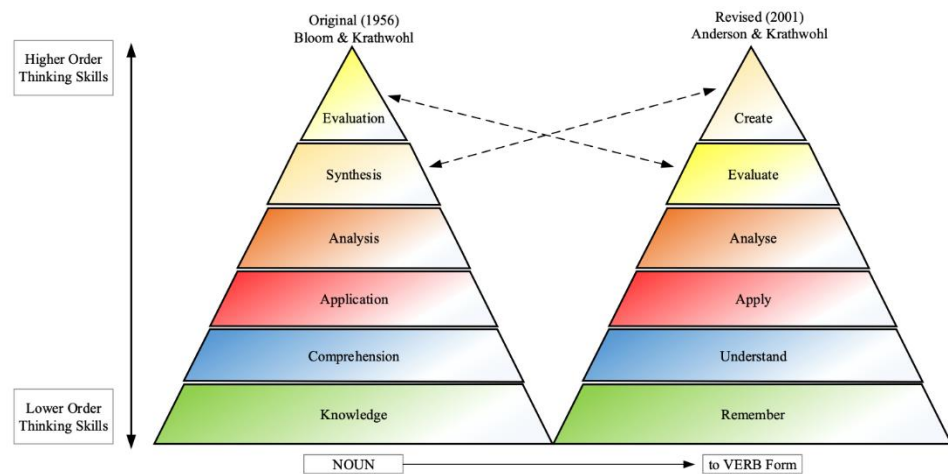 Original (1956)
Bloom & Krathwohl
Revised (2001)
Anderson & Krathwohl
Higher Order
Thinking Skills
Evaluation
Synthesis
Analysis
Application
Comprehension
Knowledge
Create
Evaluate
Analyse
Apply
Understand
Remember
Lower Order
Thinking Skills
NOUN
to VERB Form